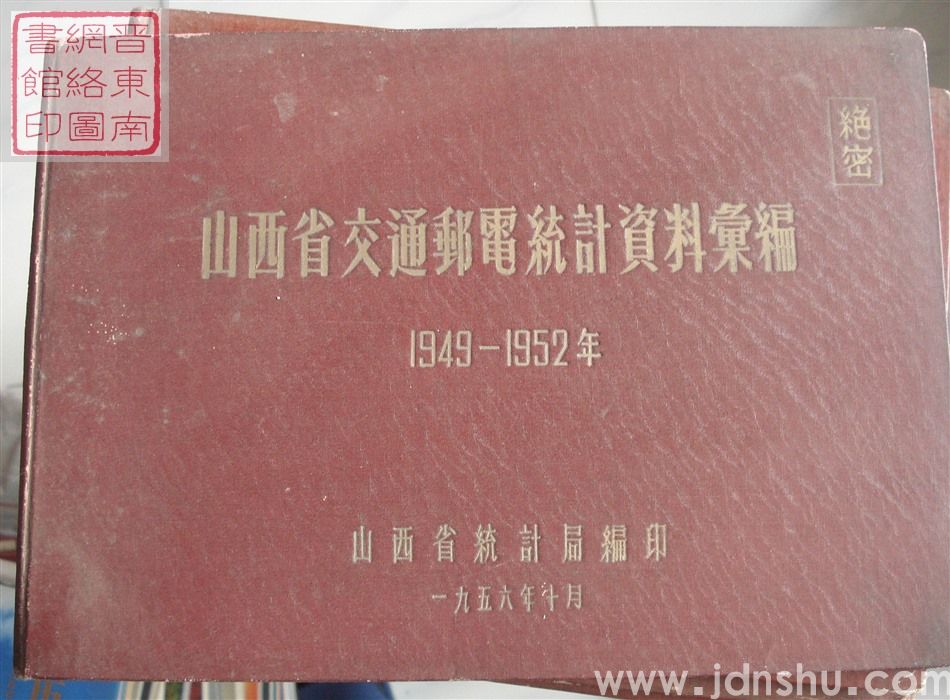 晋東南
網絡圖
書館印
絶密
山西省交通郵電統計資料彙編
1949－1952年
山西省統計局編印
一九五六年十月
www.jdnshu.com